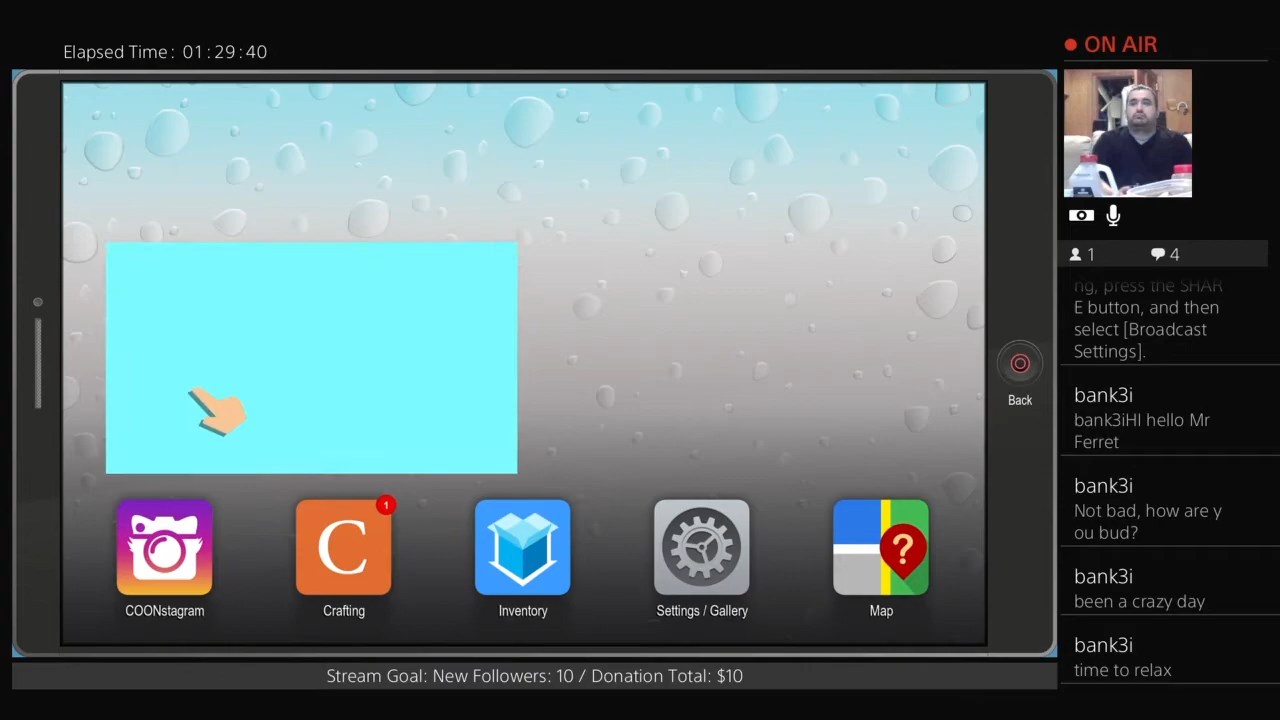 Elapsed Time: 01:29:40
ON AIR
1
4
ng, press the SHAR
E button, and then
select [Broadcast
Settings].
bank3i
bank3iHI hello Mr
Ferret
bank3i
Not bad, how are y
ou bud?
bank3i
been a crazy day
bank3i
time to relax
Back
C
1
?
COONstagram
Crafting
Inventory
Settings / Gallery
Map
Stream Goal: New Followers: 10 / Donation Total: $10